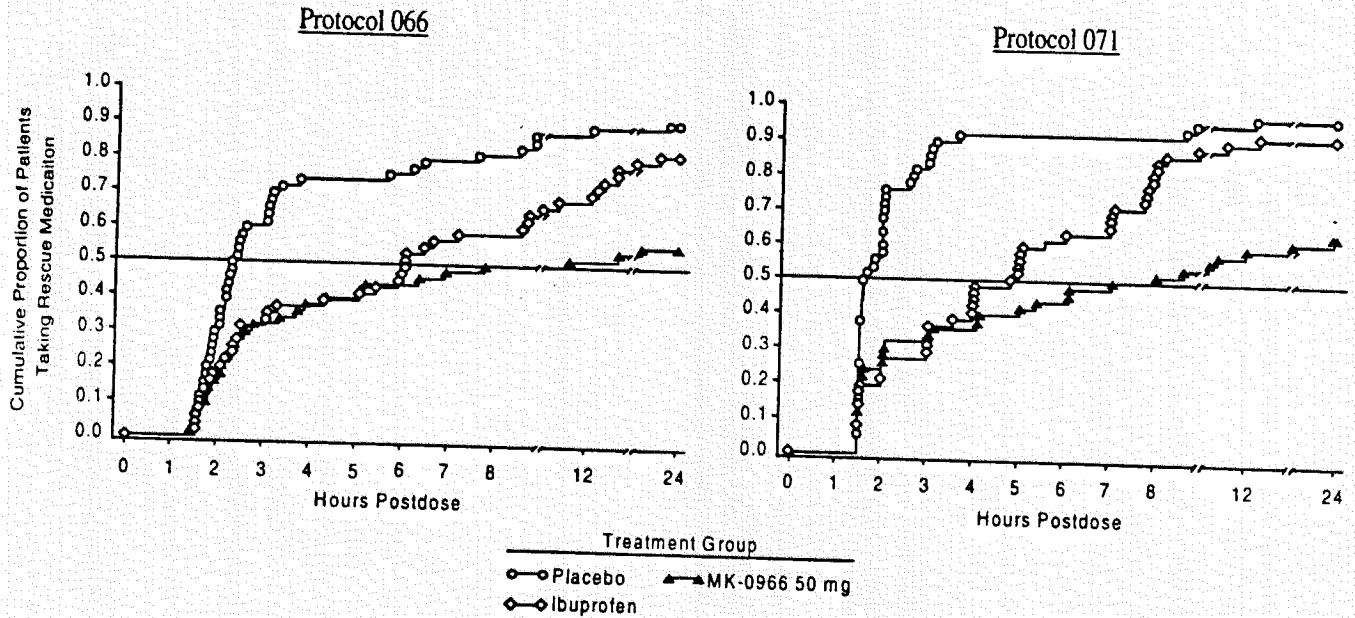 Protocol 066
Cumulative Proportion of Patients
Taking Rescue Medicaiton
1.0
0.9
0.8
0.7
0.6
0.5
0.4
0.3
0.2
0.1
0.0
0 1 2 3 4 5 6 7 8 12 24
Hours Postdose
Protocol 071
1.0
0.9
0.8
0.7
0.6
0.5
0.4
0.3
0.2
0.1
0.0
0 1 2 3 4 5 6 7 8 12 24
Hours Postdose
Treatment Group
Placebo MK-0966 50 mg
Ibuprofen